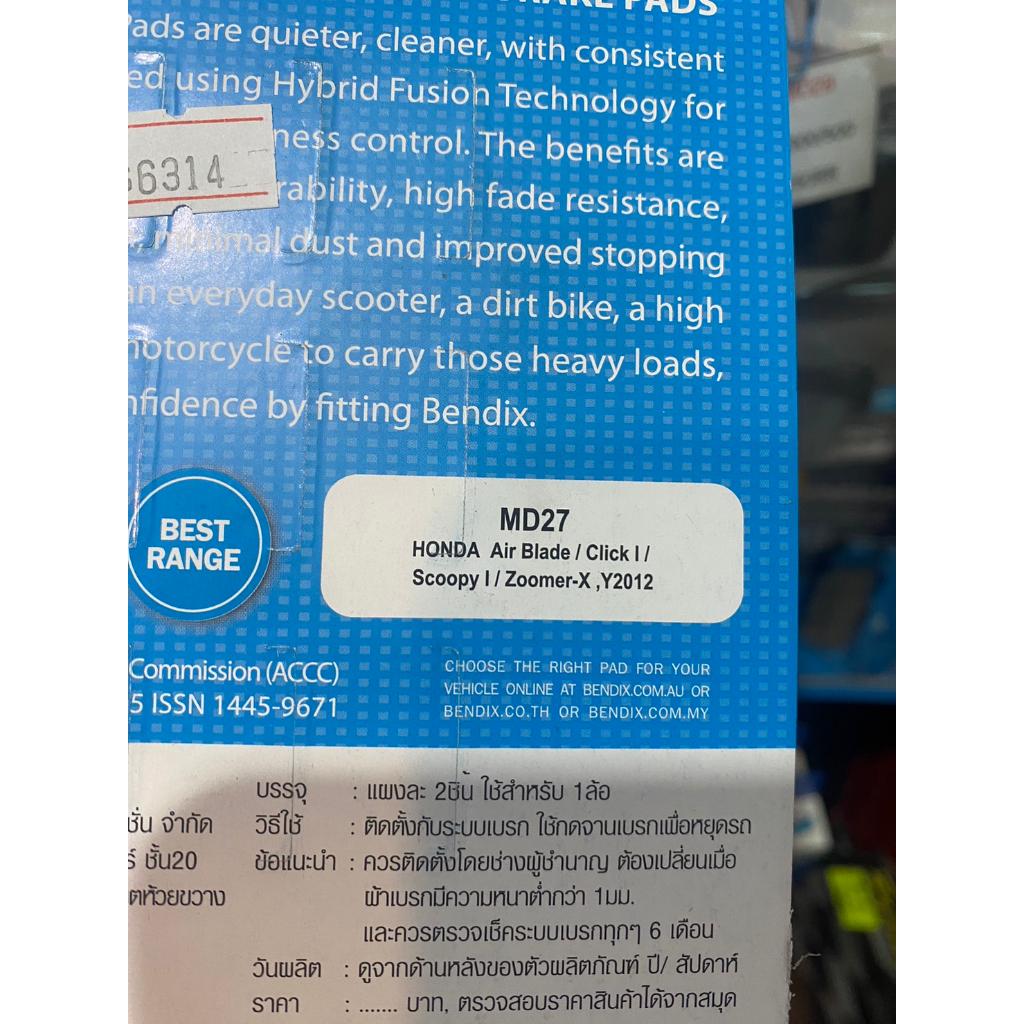 BRAKE PADS
Pads are quieter, cleaner, with consistent
ed using Hybrid Fusion Technology for
ness control. The benefits are
6314
rability, high fade resistance,
minimal dust and improved stopping
an everyday scooter, a dirt bike, a high
motorcycle to carry those heavy loads,
nfidence by fitting Bendix.
BEST
RANGE
MD27
HONDA Air Blade / Click I /
Scoopy I / Zoomer-X ,Y2012
Commission (ACCC)
5 ISSN 1445-9671
CHOOSE THE RIGHT PAD FOR YOUR
VEHICLE ONLINE AT BENDIX.COM.AU OR
BENDIX.CO.TH OR BENDIX.COM.MY
บรรจุ : แผงละ 2ชิ้น ใช้สำหรับ 1ล้อ
ชั่น จำกัด วิธีใช้ : ติดตั้งกับระบบเบรก ใช้กดจานเบรกเพื่อหยุดรถ
ร์ ชั้น20 ข้อแนะนำ : ควรติดตั้งโดยช่างผู้ชำนาญ ต้องเปลี่ยนเมื่อ
ตห้วยขวาง ผ้าเบรกมีความหนาต่ำกว่า 1มม.
และควรตรวจเช็คระบบเบรกทุกๆ 6 เดือน
วันผลิต : ดูจากด้านหลังของตัวผลิตภัณฑ์ ปี/ สัปดาห์
ราคา : ....... บาท, ตรวจสอบราคาสินค้าได้จากสมุด